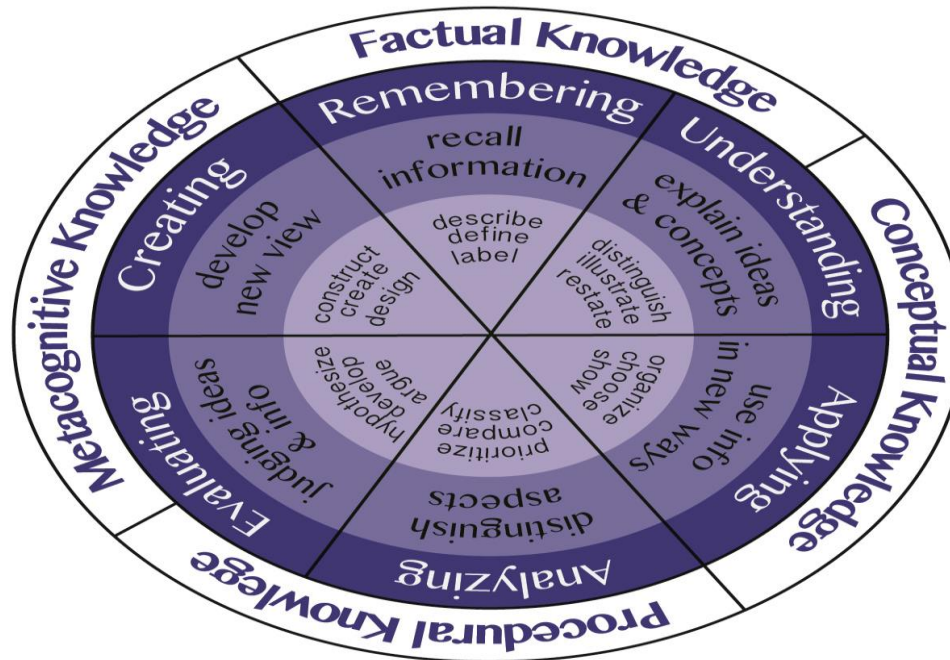 Factual Knowledge
Remembering
recall
information
describe
define
label
Understanding
explain ideas
& concepts
distinguish
illustrate
restate
Conceptual Knowledge
Applying
use info
in new ways
organize
choose
show
Procedural Knowlege
Analyzing
distinguish
aspects
prioritize
compare
classify
Evaluating
judging ideas
& info
hypothesize
develop
argue
Metacognitive Knowledge
Creating
develop
new view
construct
create
design